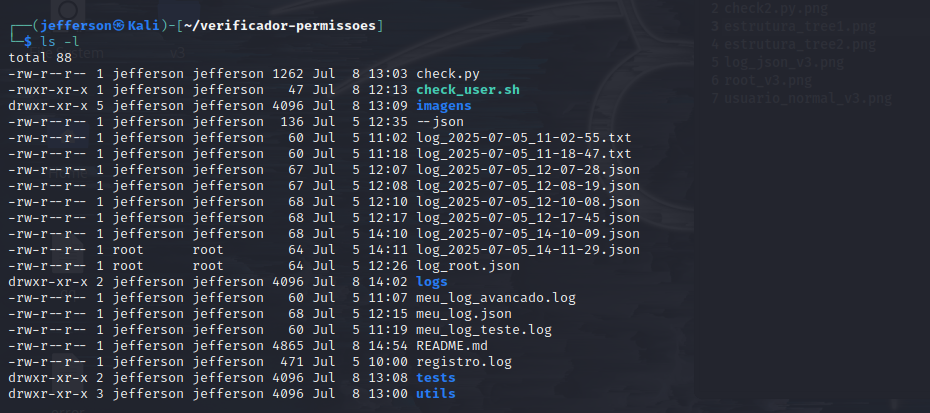 ┌──(jefferson㉿Kali)-[~/verificador-permissoes]
└─$ ls -l
total 88
-rw-r--r-- 1 jefferson jefferson 1262 Jul  8 13:03 check.py
-rwxr-xr-x 1 jefferson jefferson   47 Jul  8 12:13 check_user.sh
drwxr-xr-x 5 jefferson jefferson 4096 Jul  8 13:09 imagens
-rw-r--r-- 1 jefferson jefferson  136 Jul  5 12:35 --json
-rw-r--r-- 1 jefferson jefferson   60 Jul  5 11:02 log_2025-07-05_11-02-55.txt
-rw-r--r-- 1 jefferson jefferson   60 Jul  5 11:18 log_2025-07-05_11-18-47.txt
-rw-r--r-- 1 jefferson jefferson   67 Jul  5 12:07 log_2025-07-05_12-07-28.json
-rw-r--r-- 1 jefferson jefferson   67 Jul  5 12:08 log_2025-07-05_12-08-19.json
-rw-r--r-- 1 jefferson jefferson   68 Jul  5 12:10 log_2025-07-05_12-10-08.json
-rw-r--r-- 1 jefferson jefferson   68 Jul  5 12:17 log_2025-07-05_12-17-45.json
-rw-r--r-- 1 jefferson jefferson   68 Jul  5 14:10 log_2025-07-05_14-10-09.json
-rw-r--r-- 1 root      root        64 Jul  5 14:11 log_2025-07-05_14-11-29.json
-rw-r--r-- 1 root      root        64 Jul  5 12:26 log_root.json
drwxr-xr-x 2 jefferson jefferson 4096 Jul  8 14:02 logs
-rw-r--r-- 1 jefferson jefferson   60 Jul  5 11:07 meu_log_avancado.log
-rw-r--r-- 1 jefferson jefferson   68 Jul  5 12:15 meu_log.json
-rw-r--r-- 1 jefferson jefferson   60 Jul  5 11:19 meu_log_teste.log
-rw-r--r-- 1 jefferson jefferson 4865 Jul  8 14:54 README.md
-rw-r--r-- 1 jefferson jefferson  471 Jul  5 10:00 registro.log
drwxr-xr-x 2 jefferson jefferson 4096 Jul  8 13:08 tests
drwxr-xr-x 3 jefferson jefferson 4096 Jul  8 13:00 utils
2 check2.py.png
3 estrutura_tree1.png
4 estrutura_tree2.png
5 log_json_v3.png
6 root_v3.png
7 usuario_normal_v3.png